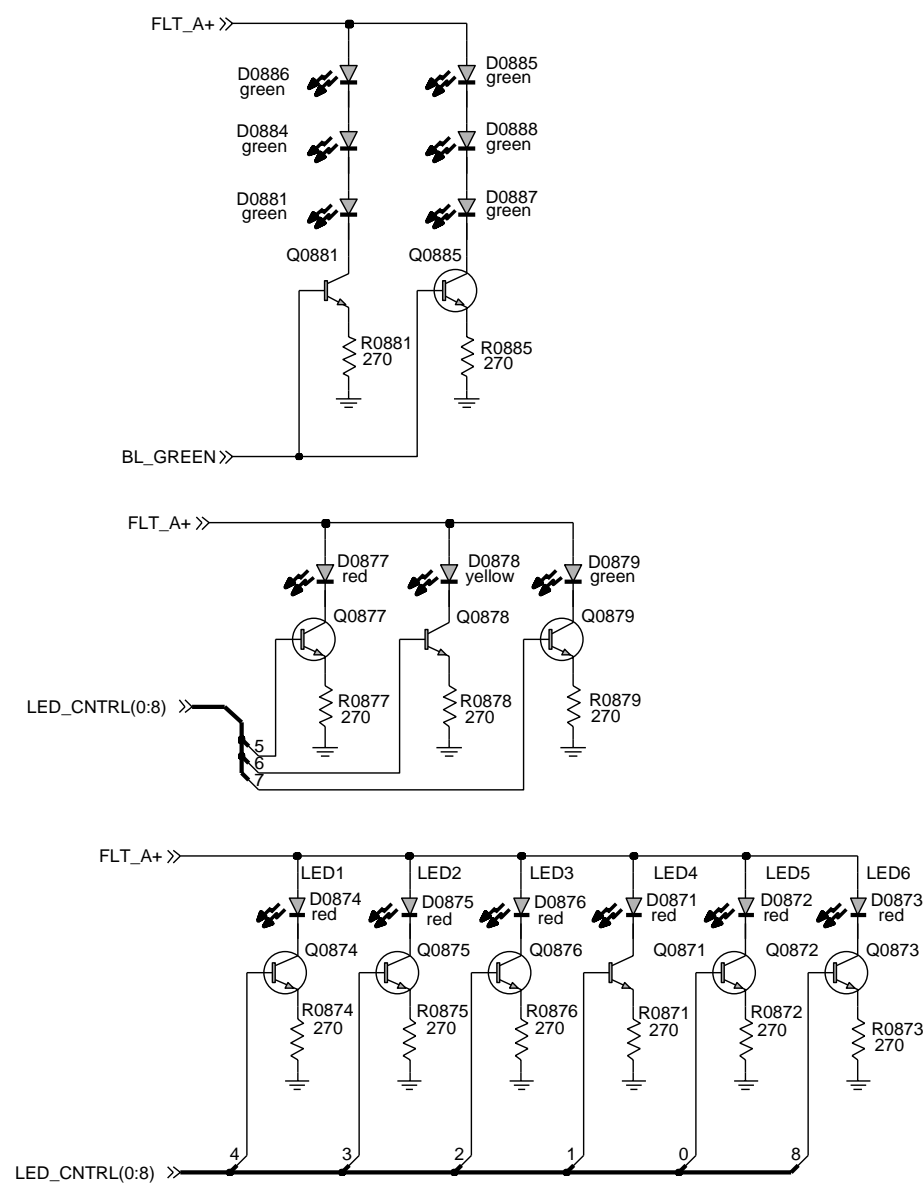 FLT_A+
D0886
green
D0885
green
D0884
green
D0888
green
D0881
green
D0887
green
Q0881
Q0885
R0881
270
R0885
270
BL_GREEN
FLT_A+
D0877
red
D0878
yellow
D0879
green
Q0877
Q0878
Q0879
R0877
270
R0878
270
R0879
270
LED_CNTRL(0:8)
5
6
7
FLT_A+
LED1
LED2
LED3
LED4
LED5
LED6
D0874
red
D0875
red
D0876
red
D0871
red
D0872
red
D0873
red
Q0874
Q0875
Q0876
Q0871
Q0872
Q0873
R0874
270
R0875
270
R0876
270
R0871
270
R0872
270
R0873
270
4
3
2
1
0
8
LED_CNTRL(0:8)